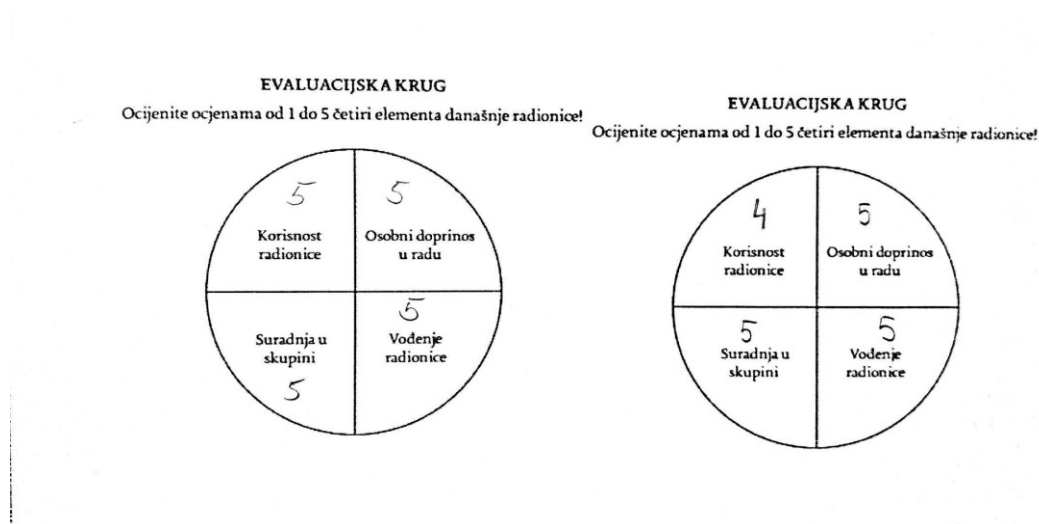 EVALUACIJSKA KRUG
Ocijenite ocjenama od 1 do 5 četiri elementa današnje radionice!
5
5
Korisnost
radionice
Osobni doprinos
u radu
5
Suradnja u
skupini
5
Vođenje
radionice
EVALUACIJSKA KRUG
Ocijenite ocjenama od 1 do 5 četiri elementa današnje radionice!
4
5
Korisnost
radionice
Osobni doprinos
u radu
5
Suradnja u
skupini
5
Vođenje
radionice